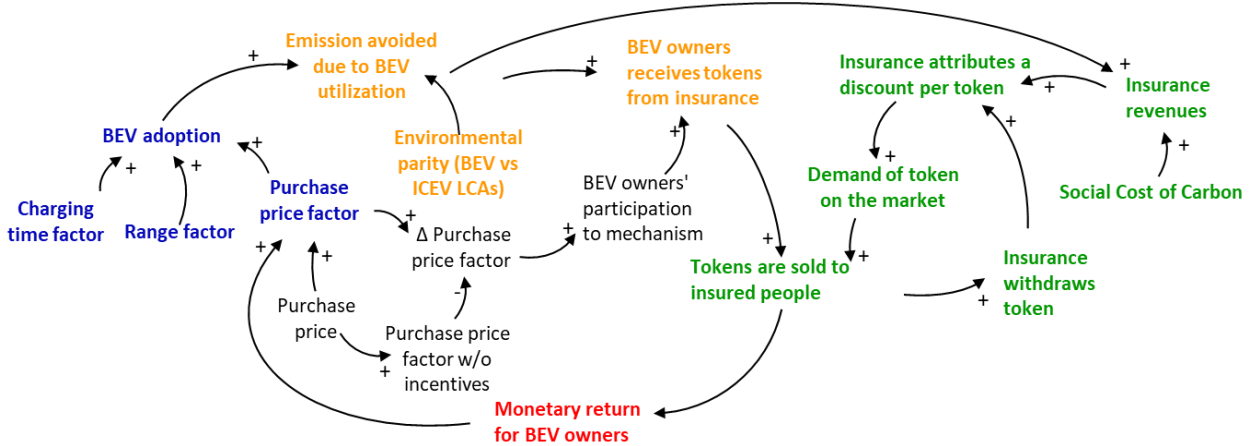 Emission avoided
due to BEV
utilization
+
+
BEV owners
receives tokens
from insurance
Insurance attributes a
discount per token
+
+
Insurance
revenues
BEV adoption
+
+
+
Environmental
parity (BEV vs
ICEV LCAs)
+
+
+
+
Charging
time factor
Range factor
Purchase
price factor
+
Δ Purchase
price factor
+
BEV owners'
participation
to mechanism
Demand of token
on the market
Social Cost of Carbon
+
+
-
+
+
Tokens are sold to
insured people
+
Insurance
withdraws
token
Purchase
price
+
Purchase price
factor w/o
incentives
Monetary return
for BEV owners